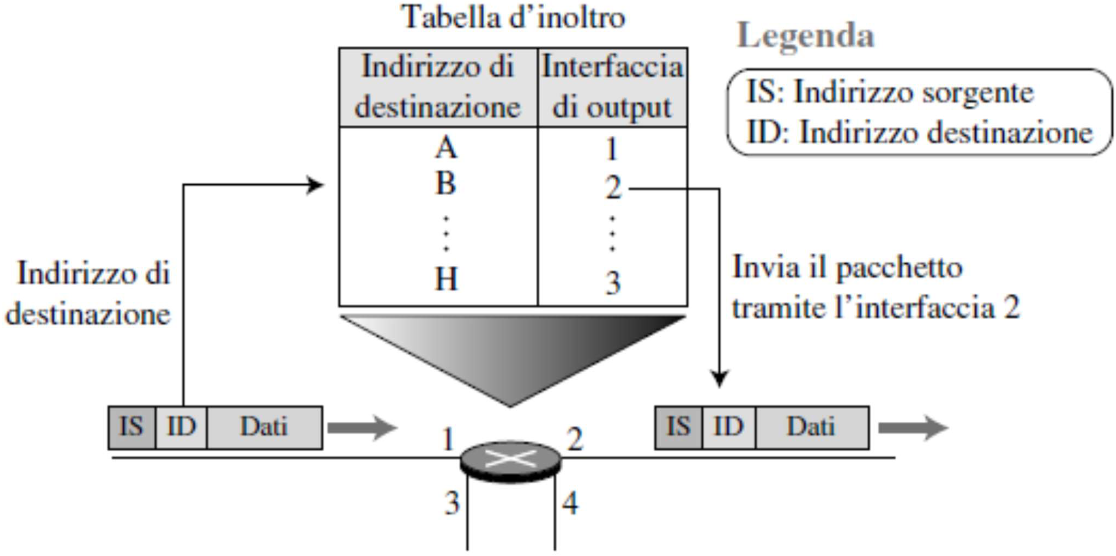 Tabella d'inoltro
Indirizzo di destinazione
Interfaccia di output
A 1
B 2
H 3
Legenda
IS: Indirizzo sorgente
ID: Indirizzo destinazione
Indirizzo di
destinazione
Invia il pacchetto
tramite l'interfaccia 2
IS ID Dati
1 2
IS ID Dati
3 4